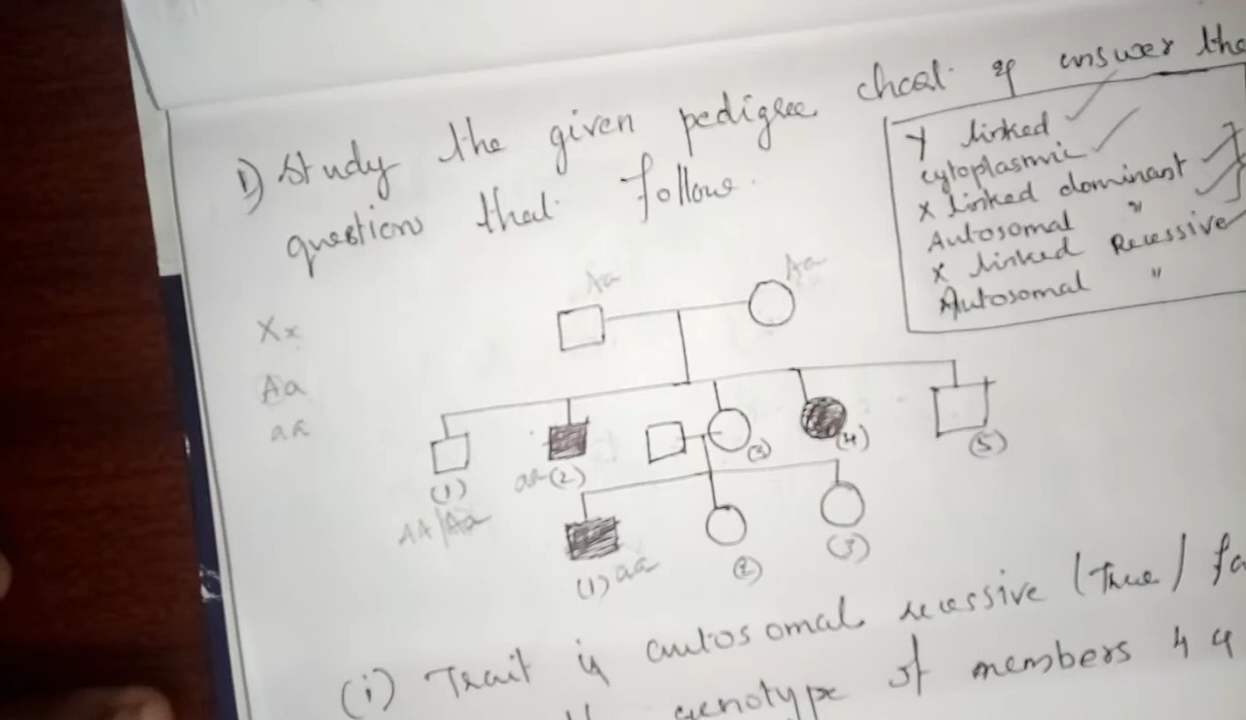 1) Study the given pedigree chart & answer the
questions that follow.
Y linked
cytoplasmic
X linked dominant
Autosomal "
X linked Recessive
Autosomal "
Aa Aa
Xx
Aa
aa
(1) aa (2) (3) (4) (5)
AA/Aa
(1) aa (2) (3)
(i) Trait is autosomal recessive (True) fa
genotype of members